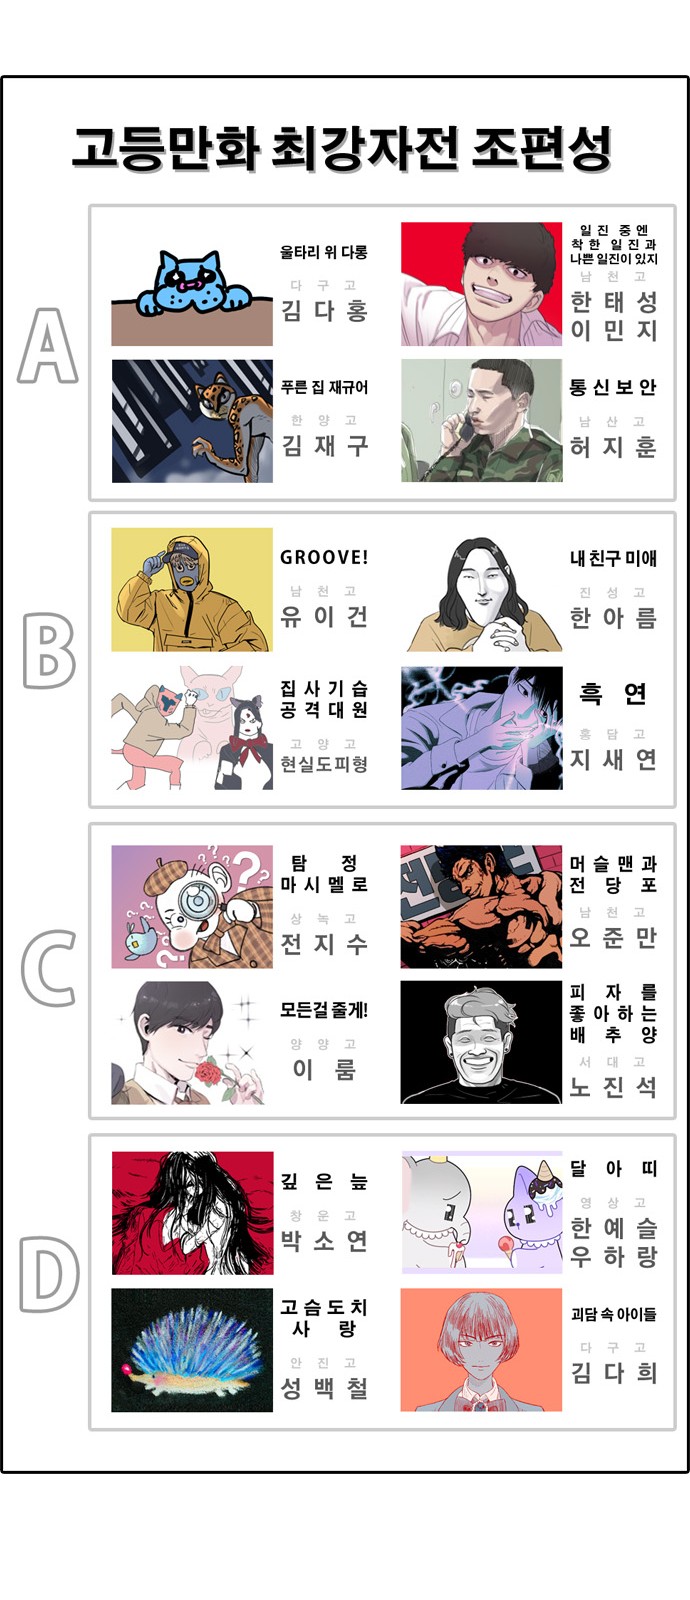 고등만화 최강자전 조편성
A
울타리 위 다롱
다구고
김다홍
일진 중엔
착한 일진과
나쁜 일진이 있지
남천고
한태성
이민지
푸른 집 재규어
한양고
김재구
통신보안
남산고
허지훈
B
GROOVE!
남천고
유이건
내 친구 미애
진성고
한아름
집사기습
공격대원
고양고
현실도피형
흑연
홍담고
지새연
C
탐정
마시멜로
상녹고
전지수
머슬맨과
전당포
남천고
오준만
모든걸 줄게!
양양고
이룸
피자를
좋아하는
배추양
서대고
노진석
D
깊은늪
창운고
박소연
달아띠
영상고
한예슬
우하랑
고슴도치
사랑
안진고
성백철
괴담 속 아이들
다구고
김다희